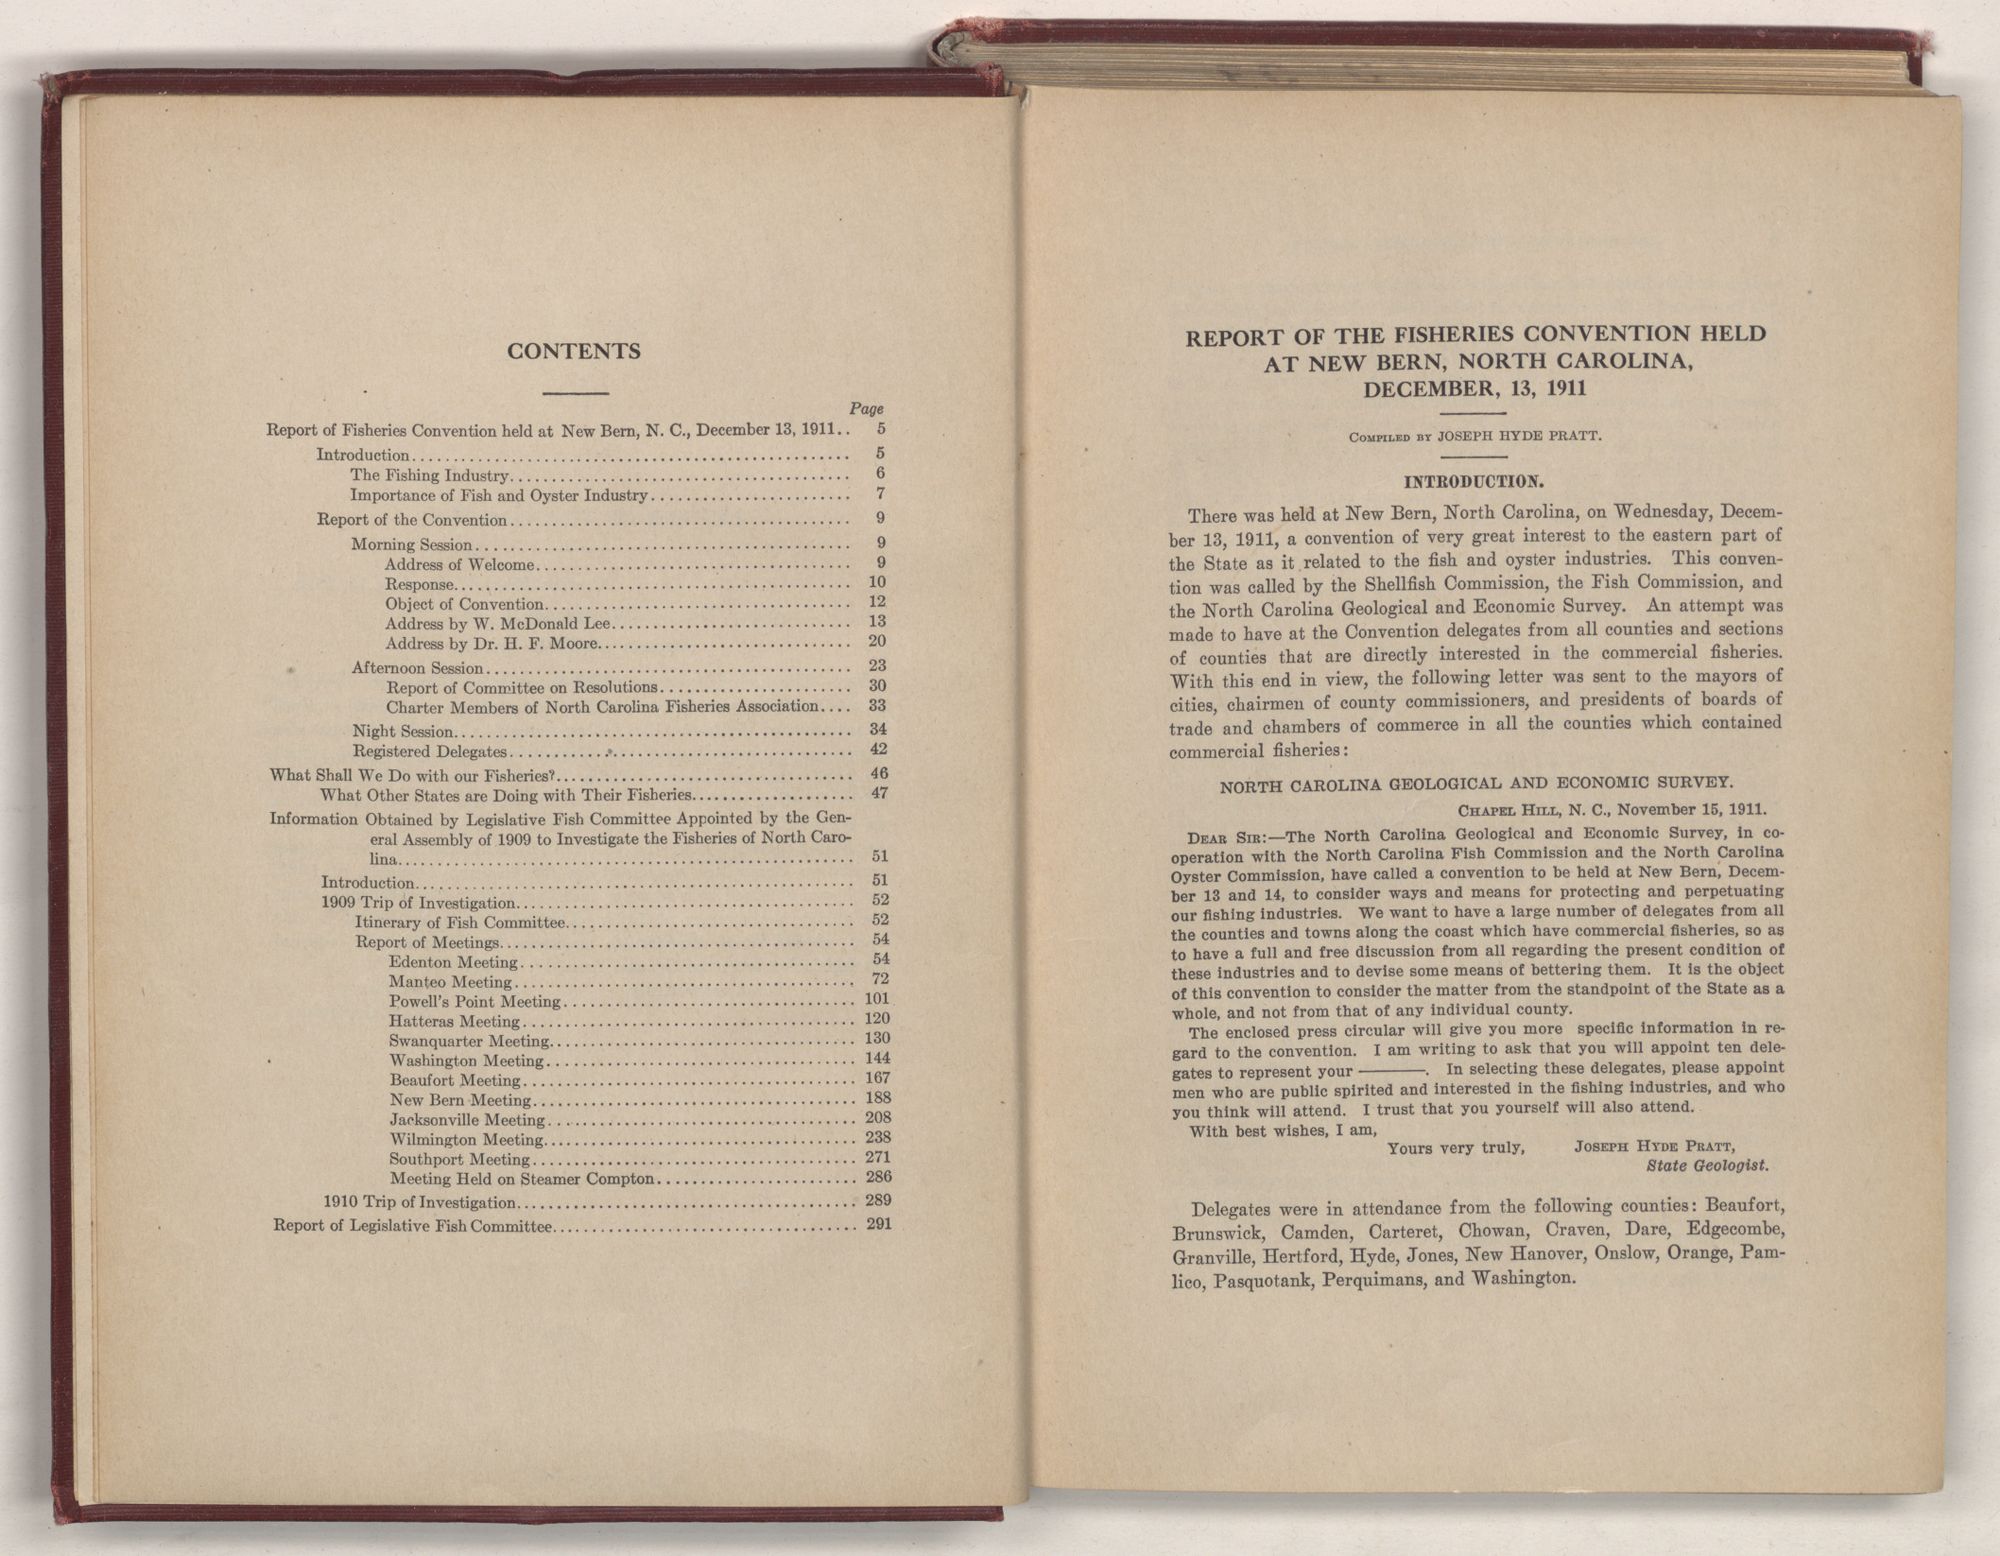 CONTENTS
Page
Report of Fisheries Convention held at New Bern, N. C., December 13, 1911.. 5
Introduction 5
The Fishing Industry 6
Importance of Fish and Oyster Industry 7
Report of the Convention 9
Morning Session 9
Address of Welcome 9
Response 10
Object of Convention 12
Address by W. McDonald Lee 13
Address by Dr. H. F. Moore 20
Afternoon Session 23
Report of Committee on Resolutions 30
Charter Members of North Carolina Fisheries Association.... 33
Night Session 34
Registered Delegates 42
What Shall We Do with our Fisheries? 46
What Other States are Doing with Their Fisheries 47
Information Obtained by Legislative Fish Committee Appointed by the Gen-
eral Assembly of 1909 to Investigate the Fisheries of North Caro-
lina 51
Introduction 51
1909 Trip of Investigation 52
Itinerary of Fish Committee 52
Report of Meetings 54
Edenton Meeting 54
Manteo Meeting 72
Powell's Point Meeting 101
Hatteras Meeting 120
Swanquarter Meeting 130
Washington Meeting 144
Beaufort Meeting 167
New Bern Meeting 188
Jacksonville Meeting 208
Wilmington Meeting 238
Southport Meeting 271
Meeting Held on Steamer Compton 286
1910 Trip of Investigation 289
Report of Legislative Fish Committee 291
REPORT OF THE FISHERIES CONVENTION HELD
AT NEW BERN, NORTH CAROLINA,
DECEMBER, 13, 1911
COMPILED BY JOSEPH HYDE PRATT.
INTRODUCTION.
There was held at New Bern, North Carolina, on Wednesday, Decem-
ber 13, 1911, a convention of very great interest to the eastern part of
the State as it related to the fish and oyster industries. This conven-
tion was called by the Shellfish Commission, the Fish Commission, and
the North Carolina Geological and Economic Survey. An attempt was
made to have at the Convention delegates from all counties and sections
of counties that are directly interested in the commercial fisheries.
With this end in view, the following letter was sent to the mayors of
cities, chairmen of county commissioners, and presidents of boards of
trade and chambers of commerce in all the counties which contained
commercial fisheries:
NORTH CAROLINA GEOLOGICAL AND ECONOMIC SURVEY.
CHAPEL HILL, N. C., November 15, 1911.
DEAR SIR:—The North Carolina Geological and Economic Survey, in co-
operation with the North Carolina Fish Commission and the North Carolina
Oyster Commission, have called a convention to be held at New Bern, Decem-
ber 13 and 14, to consider ways and means for protecting and perpetuating
our fishing industries. We want to have a large number of delegates from all
the counties and towns along the coast which have commercial fisheries, so as
to have a full and free discussion from all regarding the present condition of
these industries and to devise some means of bettering them. It is the object
of this convention to consider the matter from the standpoint of the State as a
whole, and not from that of any individual county.
The enclosed press circular will give you more specific information in re-
gard to the convention. I am writing to ask that you will appoint ten dele-
gates to represent your ———. In selecting these delegates, please appoint
men who are public spirited and interested in the fishing industries, and who
you think will attend. I trust that you yourself will also attend.
With best wishes, I am,
Yours very truly, JOSEPH HYDE PRATT,
State Geologist.
Delegates were in attendance from the following counties: Beaufort,
Brunswick, Camden, Carteret, Chowan, Craven, Dare, Edgecombe,
Granville, Hertford, Hyde, Jones, New Hanover, Onslow, Orange, Pam-
lico, Pasquotank, Perquimans, and Washington.